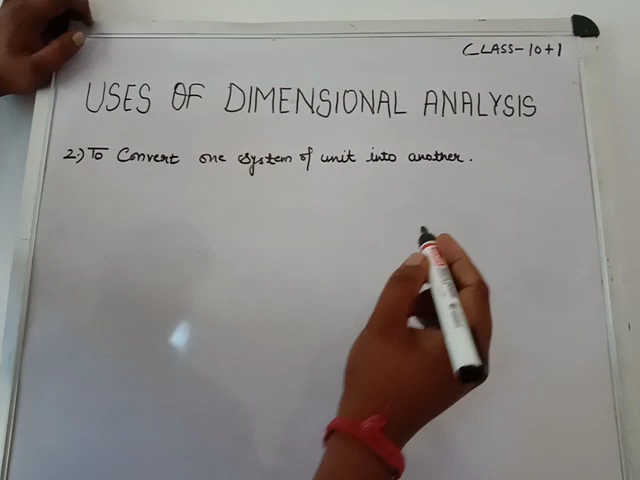 CLASS-10+1
USES OF DIMENSIONAL ANALYSIS
2.) To Convert one system of unit into another.